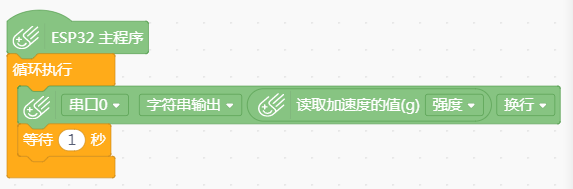 ESP32 主程序
循环执行
串口0 字符串输出 读取加速度的值(g) 强度 换行
等待 1 秒